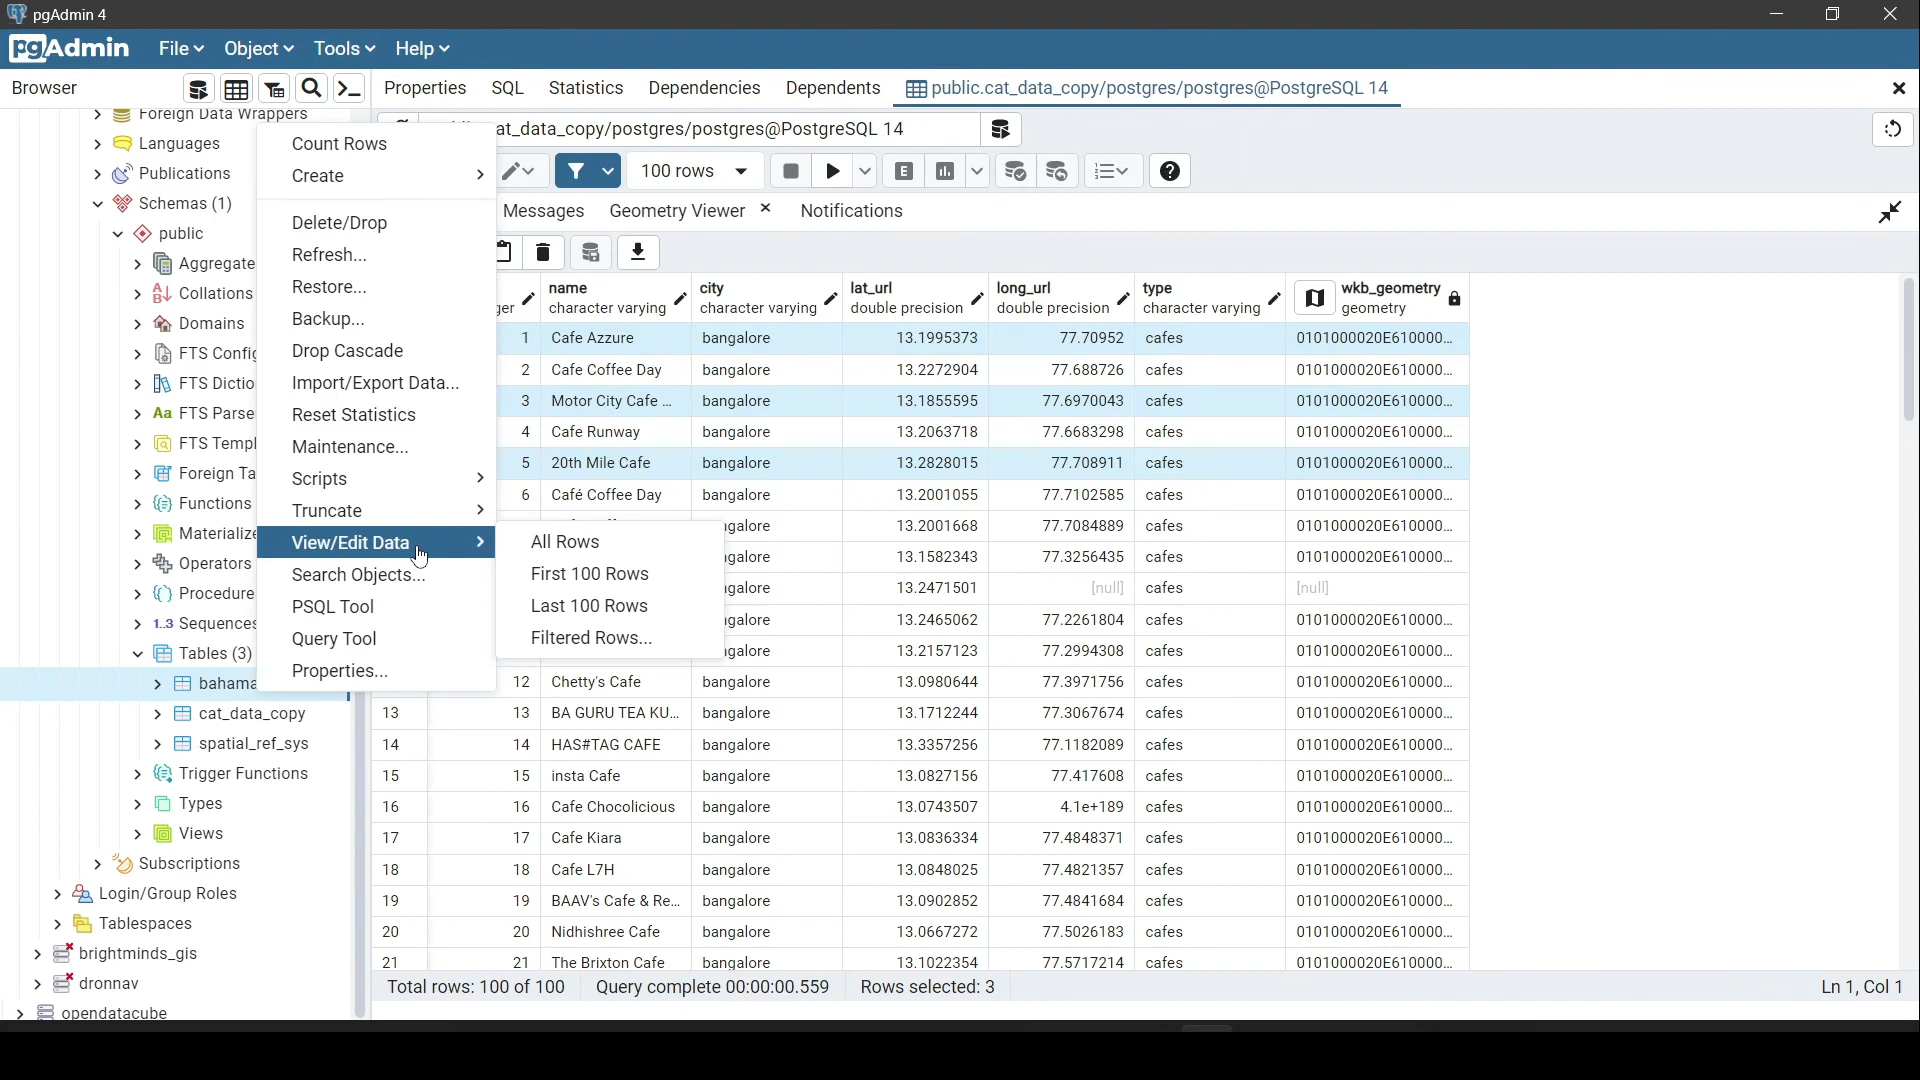 pgAdmin 4
pgAdmin File Object Tools Help
Browser Properties SQL Statistics Dependencies Dependents public.cat_data_copy/postgres/postgres@PostgreSQL 14
Foreign Data Wrappers
Languages
Publications
Schemas (1)
public
Aggregate
Collations
Domains
FTS Config
FTS Dictio
FTS Parse
FTS Templ
Foreign Ta
Functions
Materialize
Operators
Procedure
1..3 Sequences
Tables (3)
bahama
cat_data_copy
spatial_ref_sys
Trigger Functions
Types
Views
Subscriptions
Login/Group Roles
Tablespaces
brightminds_gis
dronnav
opendatacube
Count Rows
Create
Delete/Drop
Refresh...
Restore...
Backup...
Drop Cascade
Import/Export Data...
Reset Statistics
Maintenance...
Scripts
Truncate
View/Edit Data
Search Objects...
PSQL Tool
Query Tool
Properties...
All Rows
First 100 Rows
Last 100 Rows
Filtered Rows...
at_data_copy/postgres/postgres@PostgreSQL 14
100 rows
Messages Geometry Viewer Notifications
name city lat_url long_url type wkb_geometry
ger character varying character varying double precision double precision character varying geometry
1 Cafe Azzure bangalore 13.1995373 77.70952 cafes 0101000020E610000...
2 Cafe Coffee Day bangalore 13.2272904 77.688726 cafes 0101000020E610000...
3 Motor City Cafe ... bangalore 13.1855595 77.6970043 cafes 0101000020E610000...
4 Cafe Runway bangalore 13.2063718 77.6683298 cafes 0101000020E610000...
5 20th Mile Cafe bangalore 13.2828015 77.708911 cafes 0101000020E610000...
6 Café Coffee Day bangalore 13.2001055 77.7102585 cafes 0101000020E610000...
galore 13.2001668 77.7084889 cafes 0101000020E610000...
galore 13.1582343 77.3256435 cafes 0101000020E610000...
galore 13.2471501 [null] cafes [null]
galore 13.2465062 77.2261804 cafes 0101000020E610000...
galore 13.2157123 77.2994308 cafes 0101000020E610000...
12 Chetty's Cafe bangalore 13.0980644 77.3971756 cafes 0101000020E610000...
13 13 BA GURU TEA KU... bangalore 13.1712244 77.3067674 cafes 0101000020E610000...
14 14 HAS#TAG CAFE bangalore 13.3357256 77.1182089 cafes 0101000020E610000...
15 15 insta Cafe bangalore 13.0827156 77.417608 cafes 0101000020E610000...
16 16 Cafe Chocolicious bangalore 13.0743507 4.1e+189 cafes 0101000020E610000...
17 17 Cafe Kiara bangalore 13.0836334 77.4848371 cafes 0101000020E610000...
18 18 Cafe L7H bangalore 13.0848025 77.4821357 cafes 0101000020E610000...
19 19 BAAV's Cafe & Re... bangalore 13.0902852 77.4841684 cafes 0101000020E610000...
20 20 Nidhishree Cafe bangalore 13.0667272 77.5026183 cafes 0101000020E610000...
21 21 The Brixton Cafe bangalore 13.1022354 77.5717214 cafes 0101000020E610000...
Total rows: 100 of 100 Query complete 00:00:00.559 Rows selected: 3 Ln 1, Col 1